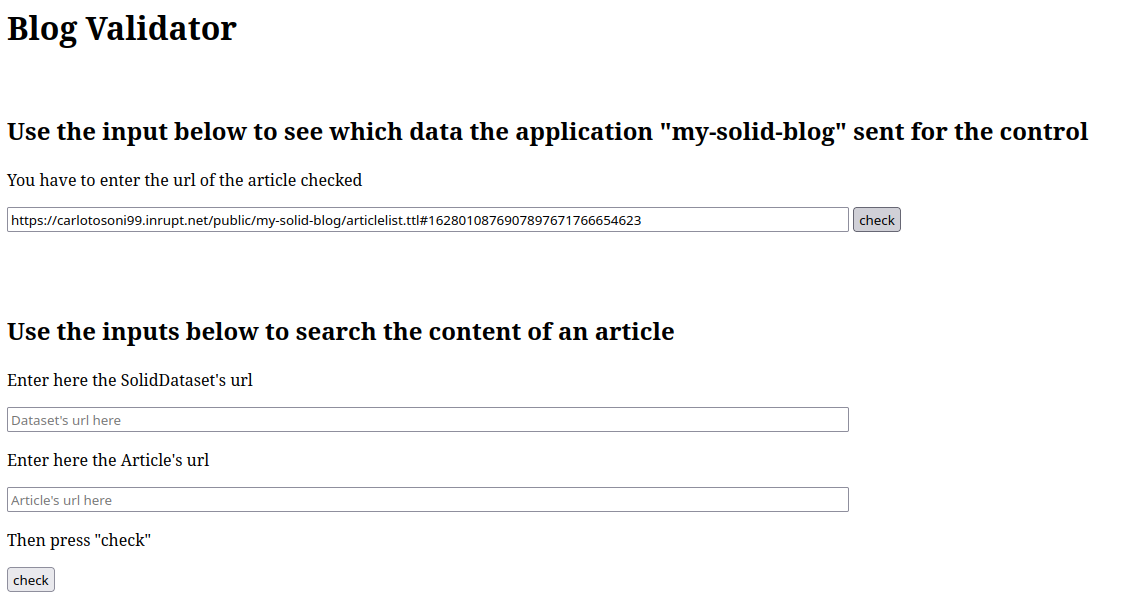 Blog Validator
Use the input below to see which data the application "my-solid-blog" sent for the control
You have to enter the url of the article checked
https://carlotosoni99.inrupt.net/public/my-solid-blog/articlelist.ttl#16280108769078976717666546​23 check
Use the inputs below to search the content of an article
Enter here the SolidDataset's url
Dataset's url here
Enter here the Article's url
Article's url here
Then press "check"
check